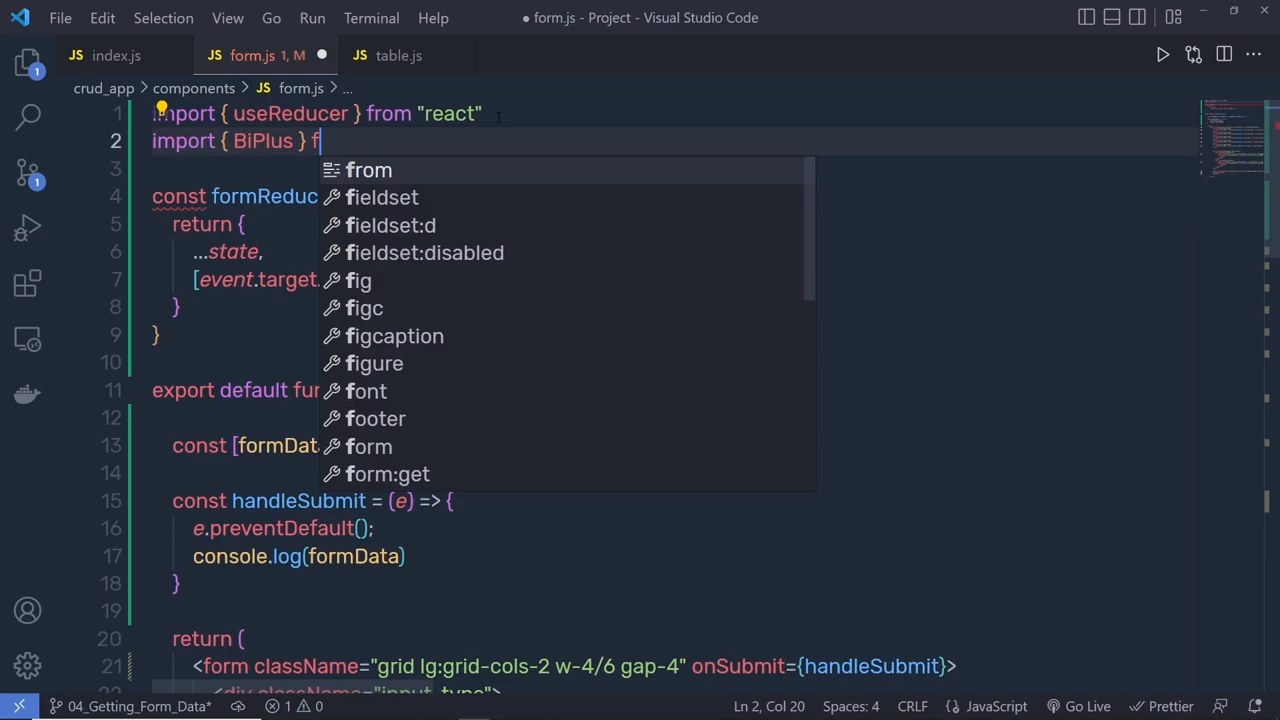 File Edit Selection View Go Run Terminal Help ● form.js - Project - Visual Studio Code
JS index.js JS form.js 1, M ● JS table.js
crud_app > components > JS form.js > ...
1 import { useReducer } from "react"
2 import { BiPlus } f
from
3
fieldset
4 const formReduc
fieldset:d
5 return {
fieldset:disabled
6 ...state,
fig
7 [event.target.
figc
8 }
figcaption
9 }
figure
10
font
11 export default fun
footer
12
form
13 const [formDat
form:get
14
15 const handleSubmit = (e) => {
16 e.preventDefault();
17 console.log(formData)
18 }
19
20 return (
21 <form className="grid lg:grid-cols-2 w-4/6 gap-4" onSubmit={handleSubmit}>
22 <div className="input_type">
1
1
04_Getting_Form_Data* 1 0 Ln 2, Col 20 Spaces: 4 CRLF {} JavaScript Go Live Prettier